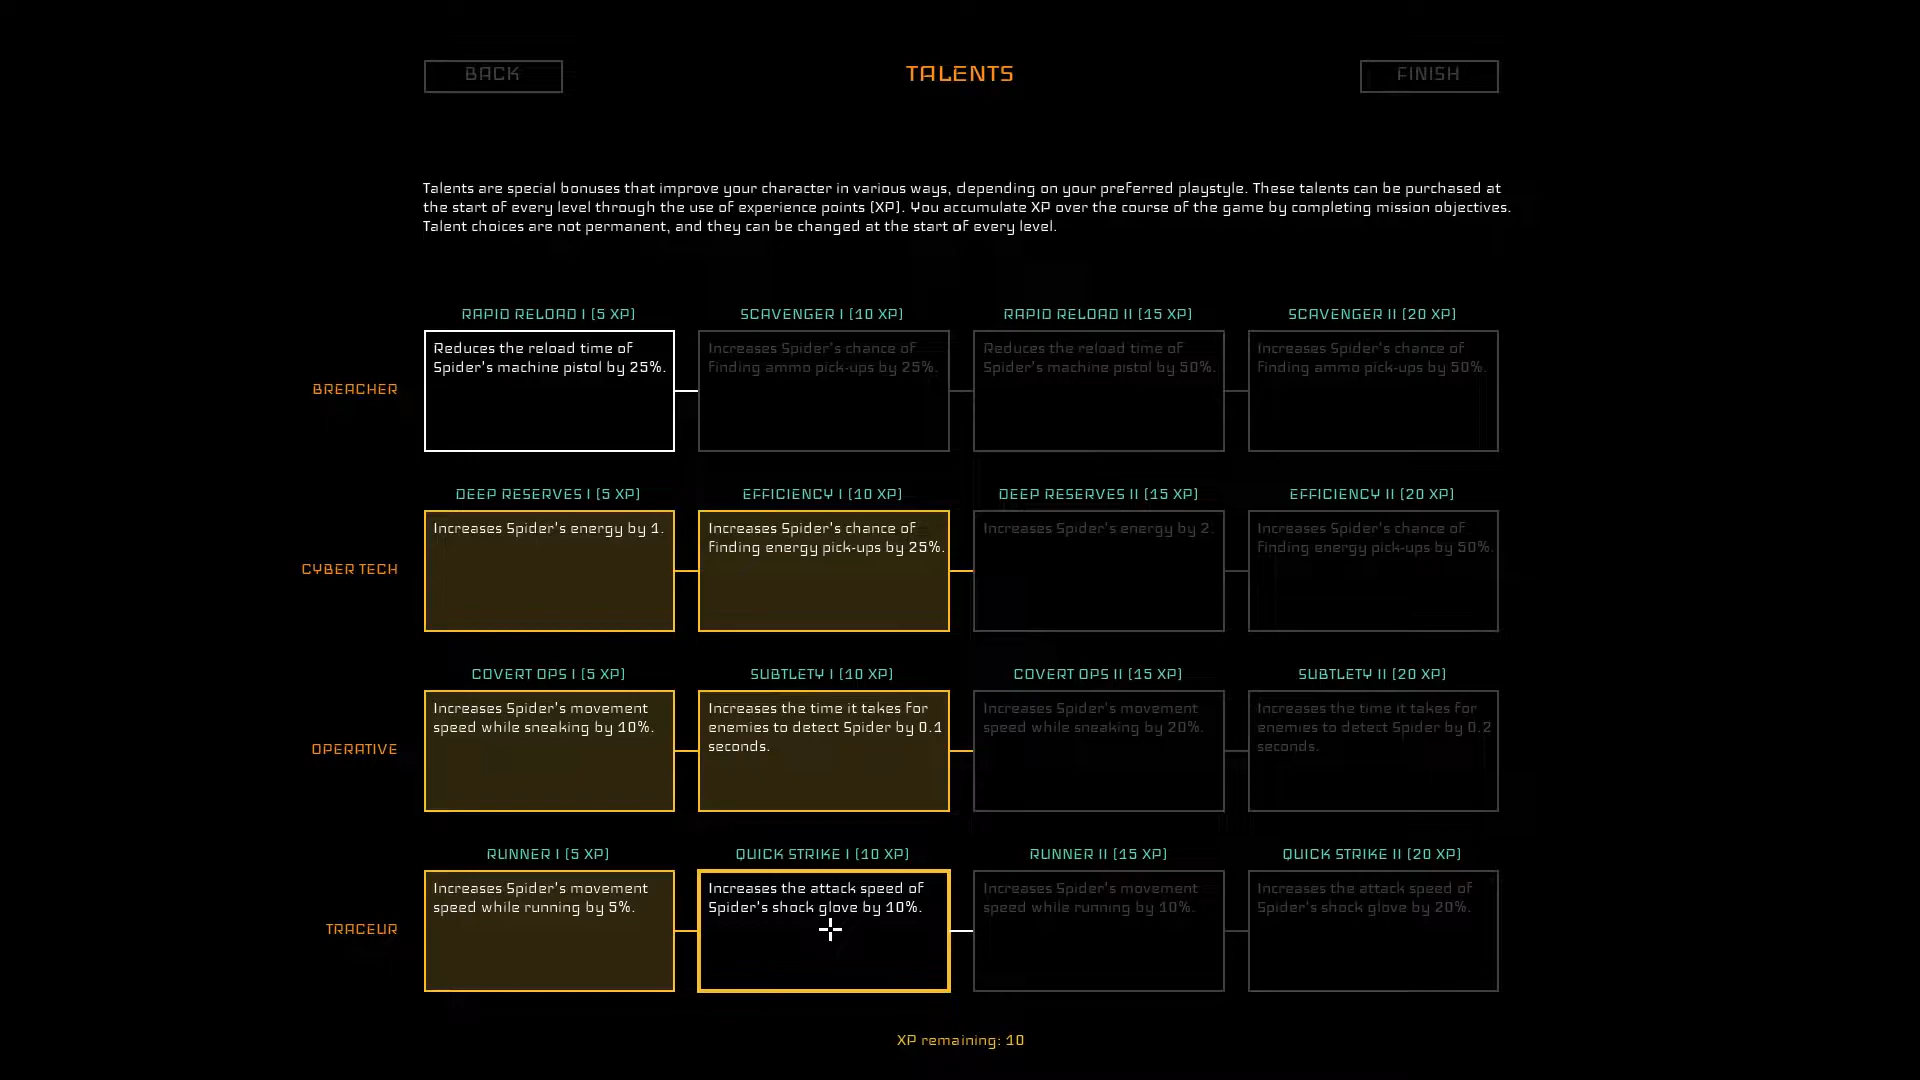 BACK
TALENTS
FINISH
Talents are special bonuses that improve your character in various ways, depending on your preferred playstyle. These talents can be purchased at
the start of every level through the use of experience points (XP). You accumulate XP over the course of the game by completing mission objectives.
Talent choices are not permanent, and they can be changed at the start of every level.
BREACHER
RAPID RELOAD I (5 XP)
Reduces the reload time of
Spider's machine pistol by 25%.
SCAVENGER I (10 XP)
Increases Spider's chance of
finding ammo pick-ups by 25%.
RAPID RELOAD II (15 XP)
Reduces the reload time of
Spider's machine pistol by 50%.
SCAVENGER II (20 XP)
Increases Spider's chance of
finding ammo pick-ups by 50%.
CYBER TECH
DEEP RESERVES I (5 XP)
Increases Spider's energy by 1.
EFFICIENCY I (10 XP)
Increases Spider's chance of
finding energy pick-ups by 25%.
DEEP RESERVES II (15 XP)
Increases Spider's energy by 2.
EFFICIENCY II (20 XP)
Increases Spider's chance of
finding energy pick-ups by 50%.
OPERATIVE
COVERT OPS I (5 XP)
Increases Spider's movement
speed while sneaking by 10%.
SUBTLETY I (10 XP)
Increases the time it takes for
enemies to detect Spider by 0.1
seconds.
COVERT OPS II (15 XP)
Increases Spider's movement
speed while sneaking by 20%.
SUBTLETY II (20 XP)
Increases the time it takes for
enemies to detect Spider by 0.2
seconds.
TRACEUR
RUNNER I (5 XP)
Increases Spider's movement
speed while running by 5%.
QUICK STRIKE I (10 XP)
Increases the attack speed of
Spider's shock glove by 10%.
RUNNER II (15 XP)
Increases Spider's movement
speed while running by 10%.
QUICK STRIKE II (20 XP)
Increases the attack speed of
Spider's shock glove by 20%.
XP remaining: 10